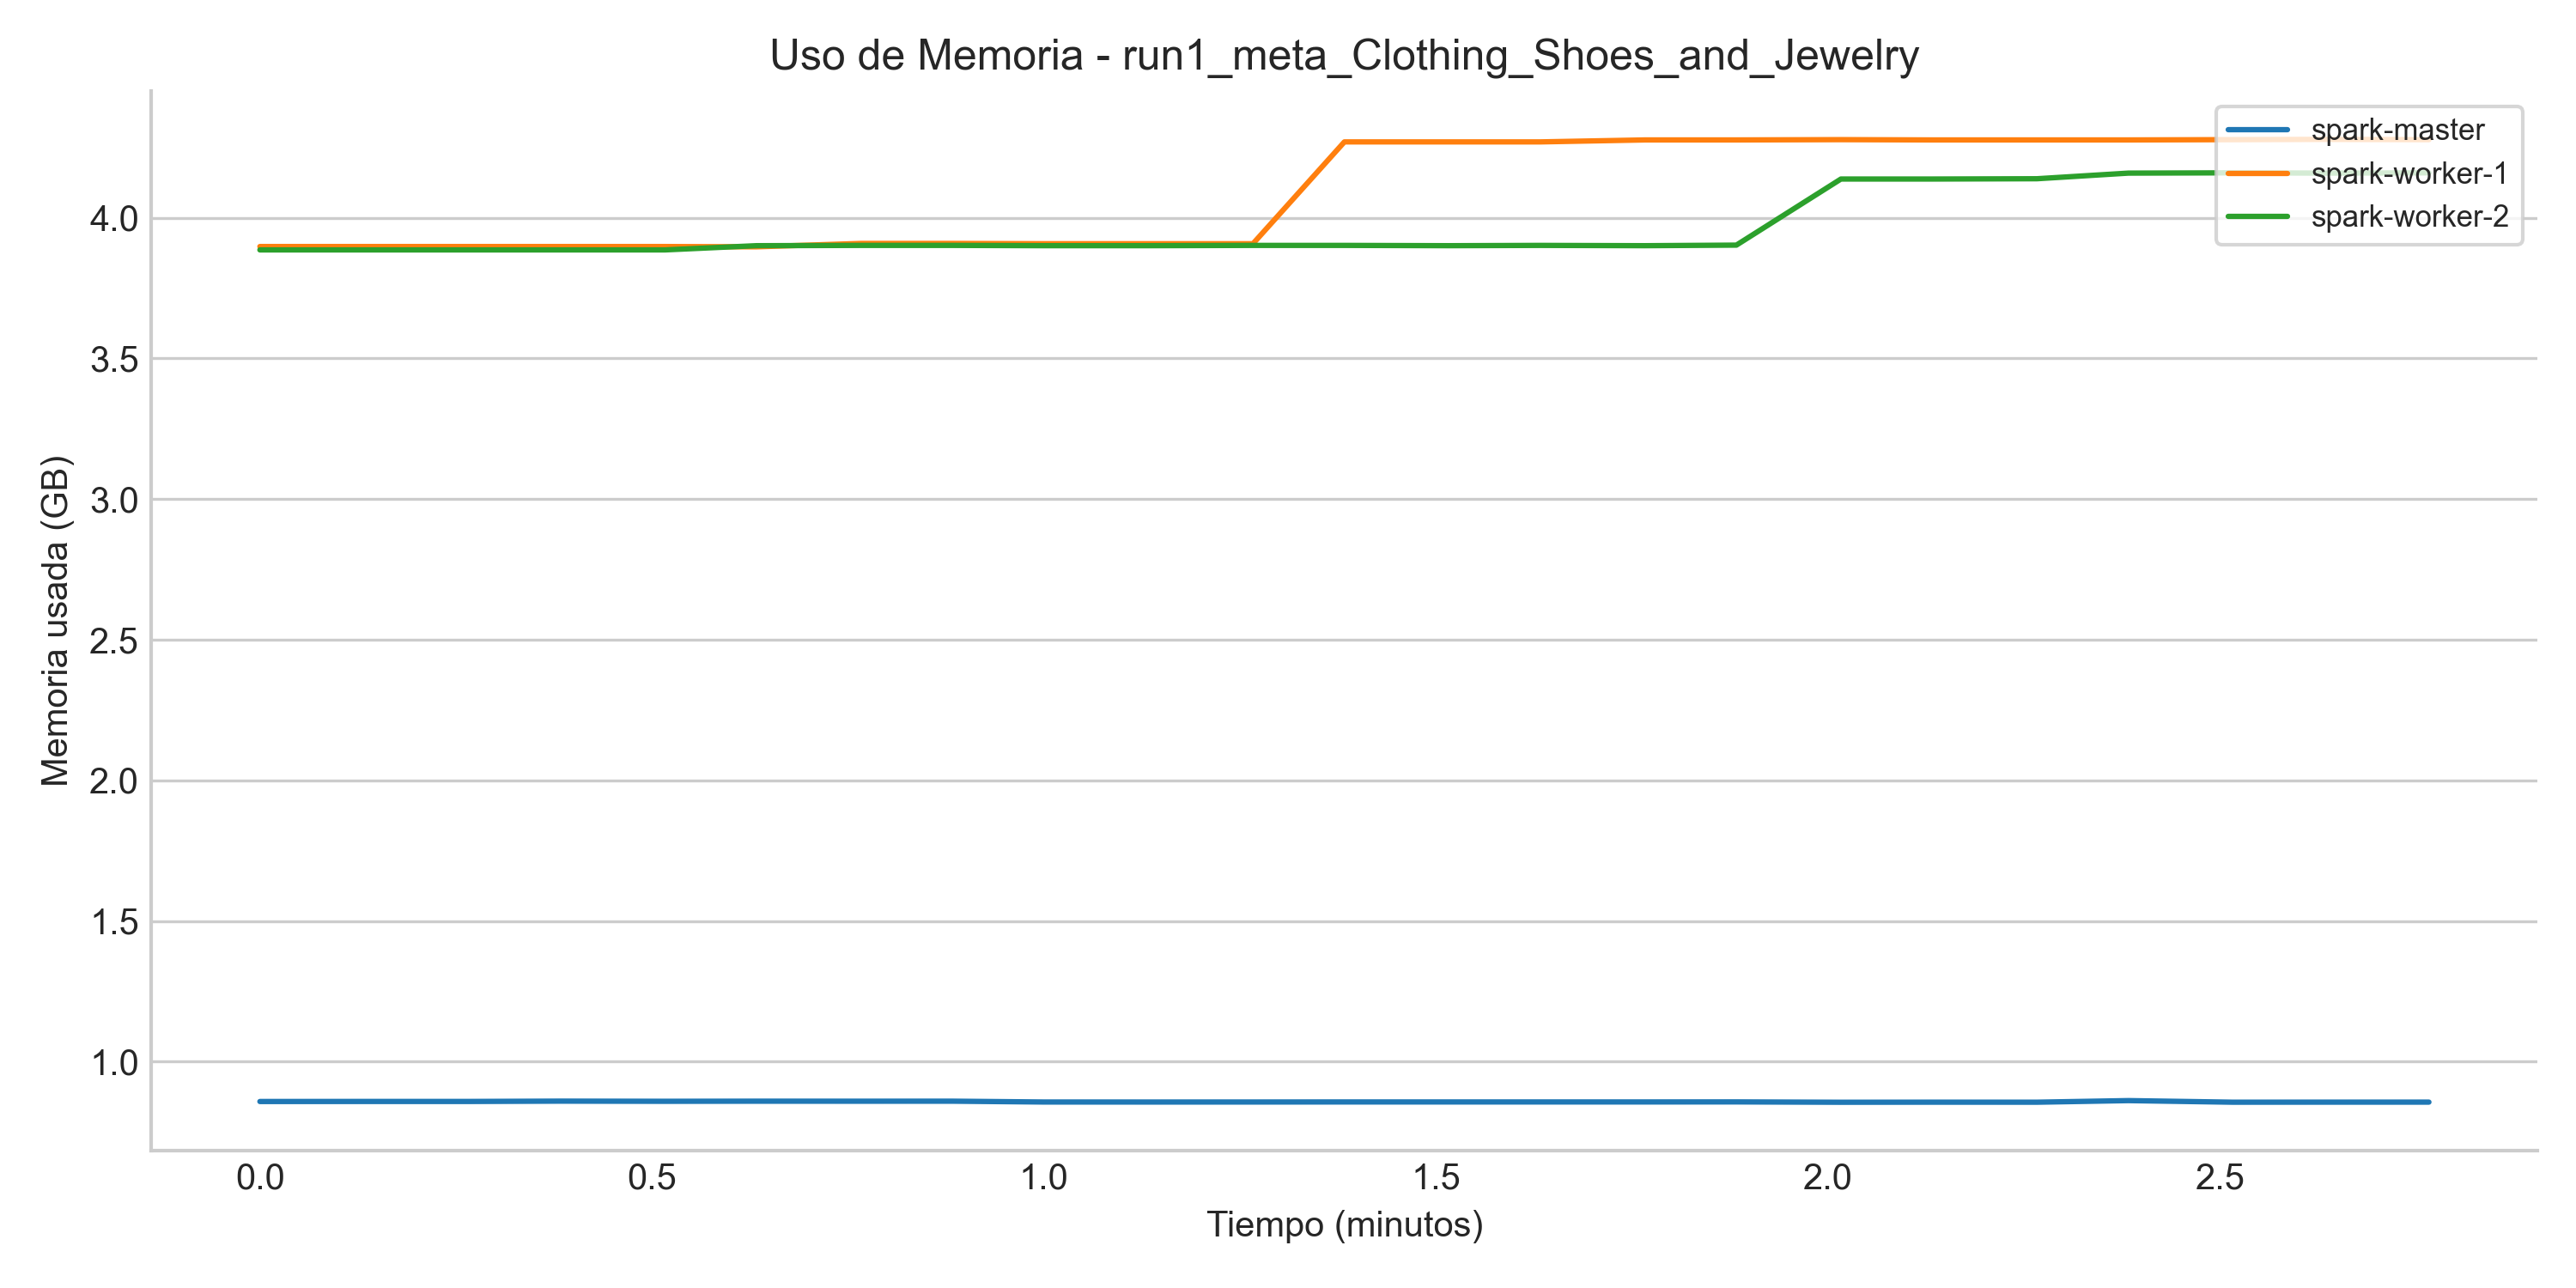 Uso de Memoria - run1_meta_Clothing_Shoes_and_Jewelry
spark-master
spark-worker-1
spark-worker-2
Memoria usada (GB)
4.0
3.5
3.0
2.5
2.0
1.5
1.0
0.0 0.5 1.0 1.5 2.0 2.5
Tiempo (minutos)